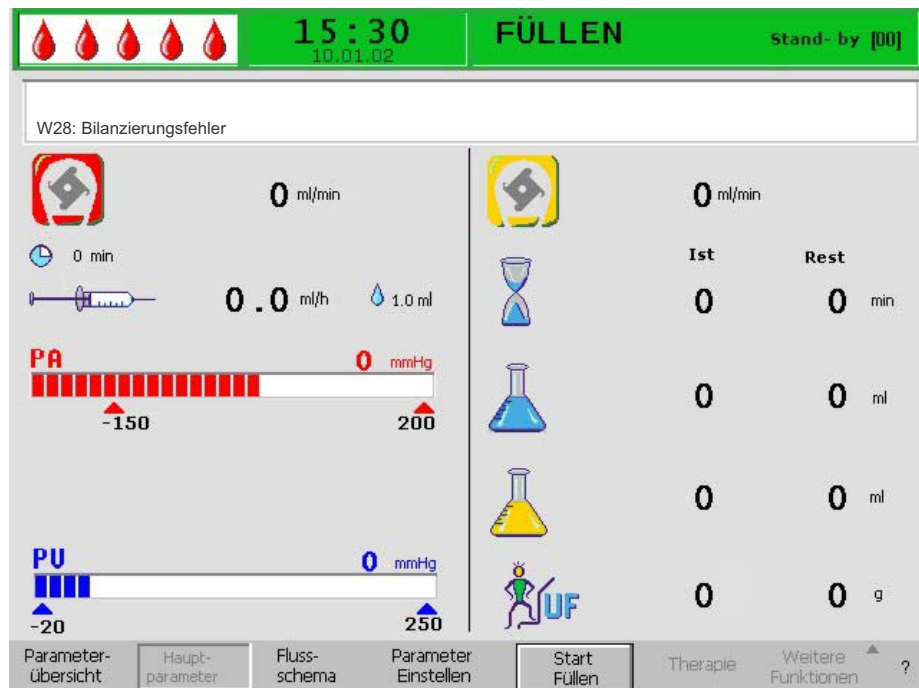 15:30
10.01.02
FÜLLEN
Stand- by [00]
W28: Bilanzierungsfehler
0 ml/min
0 min
0.0 ml/h 1.0 ml
PA 0 mmHg
-150 200
PV 0 mmHg
-20 250
0 ml/min
Ist Rest
0 0 min
0 0 ml
0 0 ml
UF 0 0 g
Parameter-
übersicht
Haupt-
parameter
Fluss-
schema
Parameter
Einstellen
Start
Füllen
Therapie
Weitere
Funktionen
?